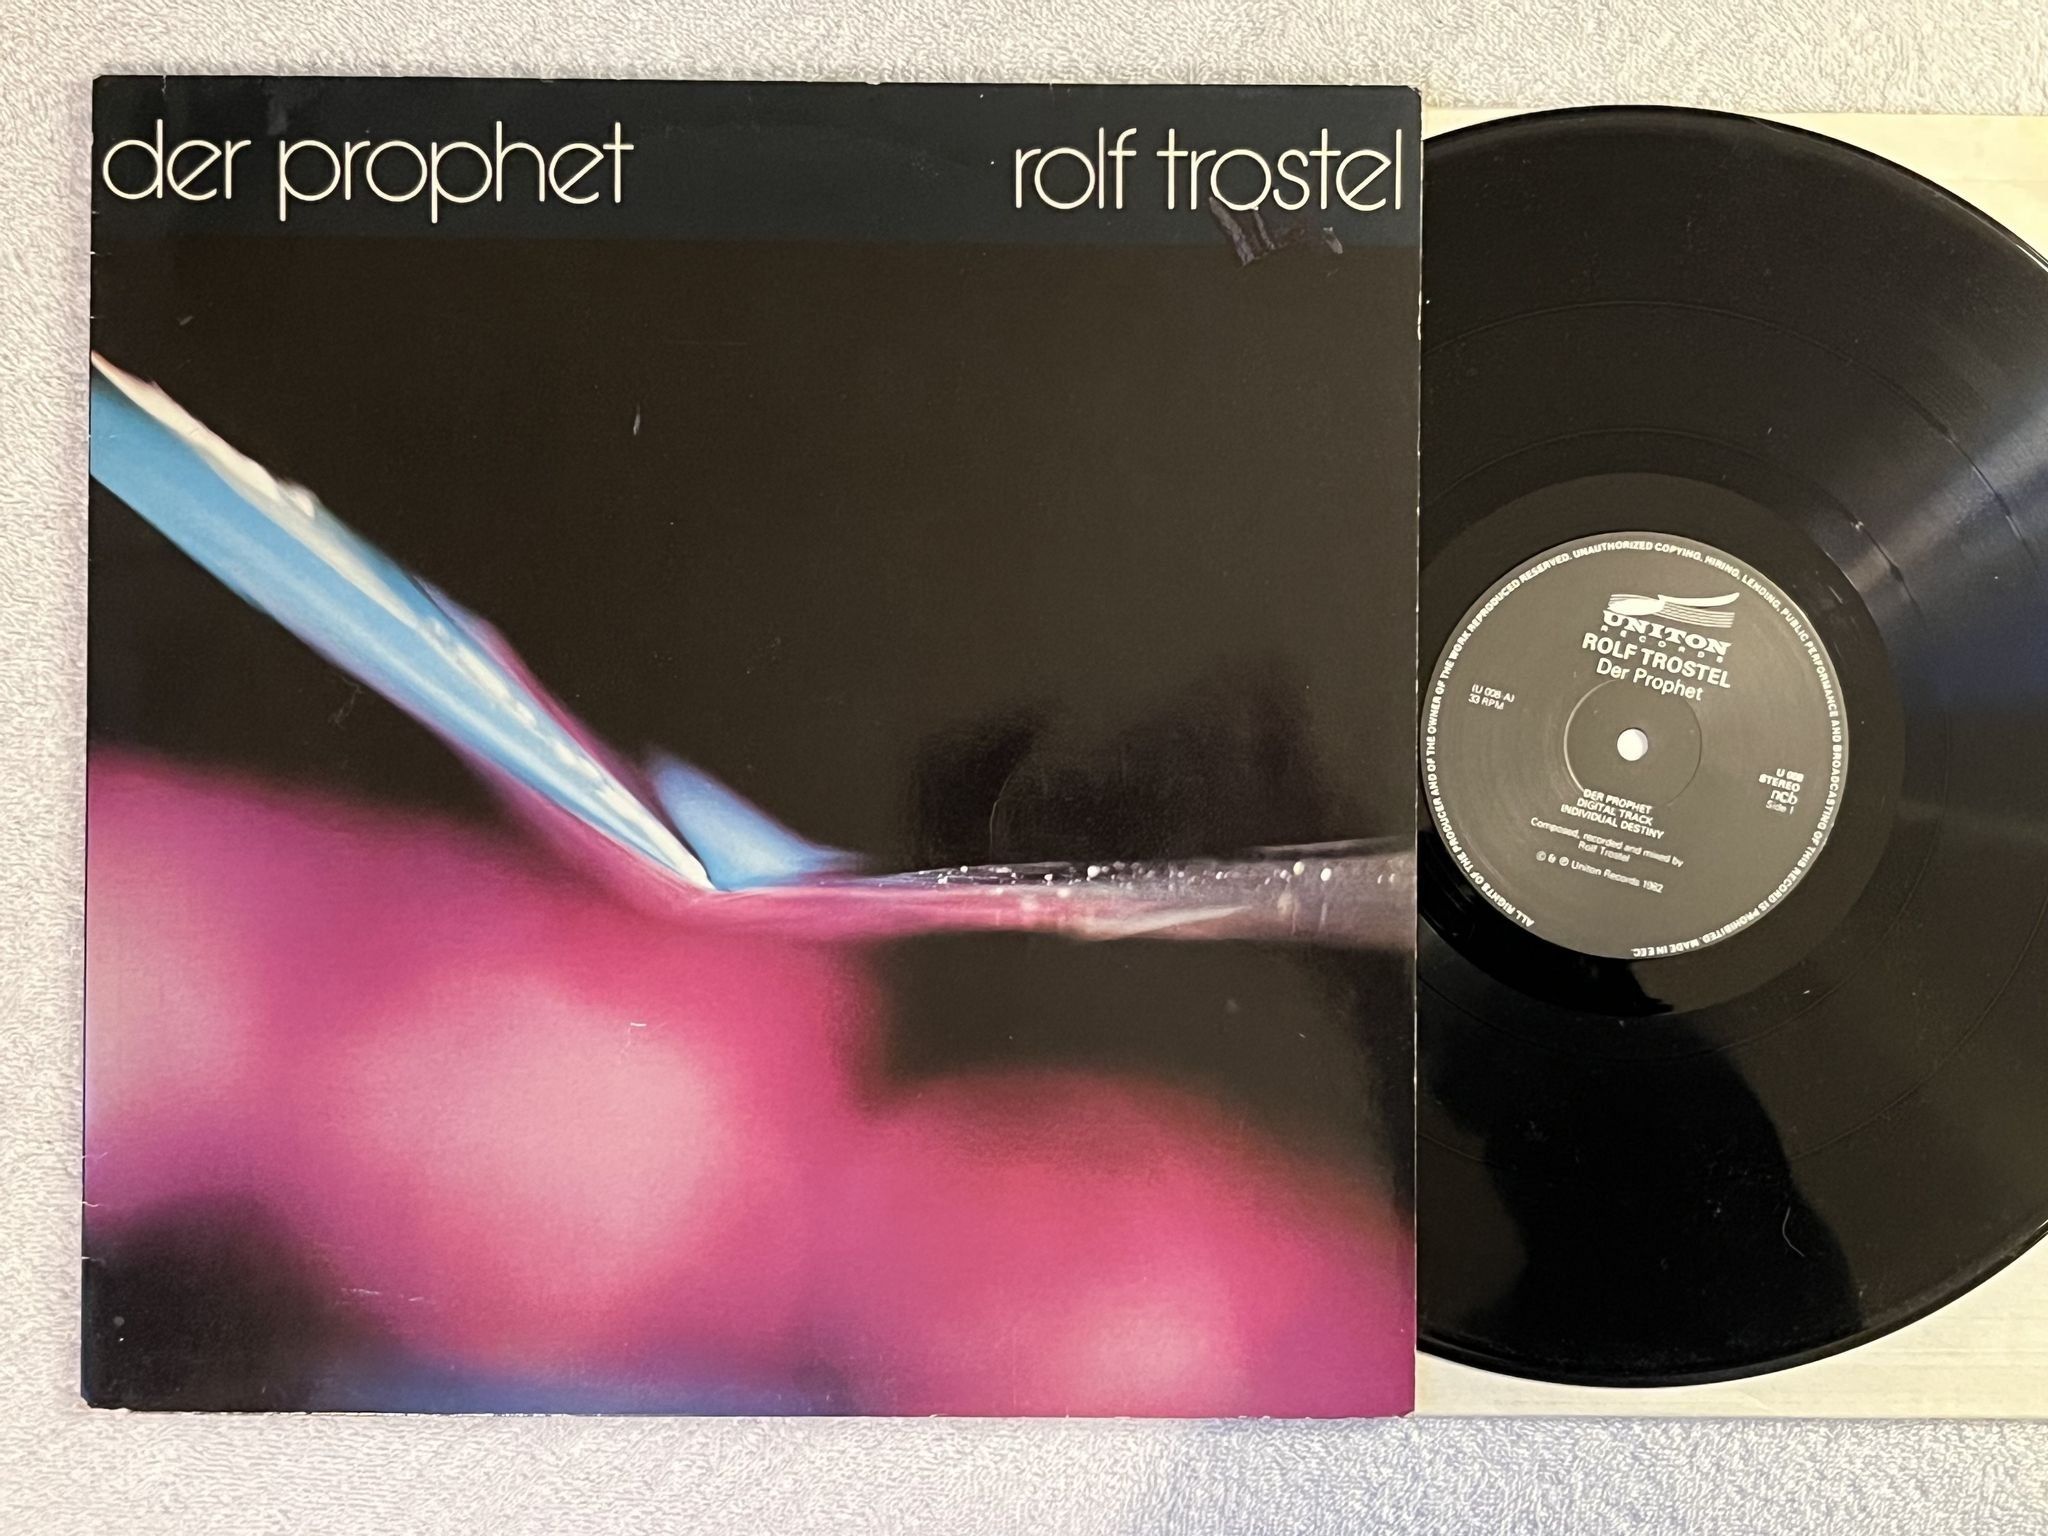 der prophet
rolf trostel
ALL RIGHTS OF THE PRODUCER AND OF THE OWNER OF THE WORK REPRODUCED RESERVED. UNAUTHORIZED COPYING, HIRING, LENDING, PUBLIC PERFORMANCE AND BROADCASTING OF THIS RECORD IS PROHIBITED. MADE IN EEC.
UNITON
RECORDS
ROLF TROSTEL
Der Prophet
(U 008 A)
33 RPM
U 008
STEREO
ncb
Side 1
DER PROPHET
DIGITAL TRACK
INDIVIDUAL DESTINY
Composed, recorded and mixed by
Rolf Trostel
© & ℗ Uniton Records 1982